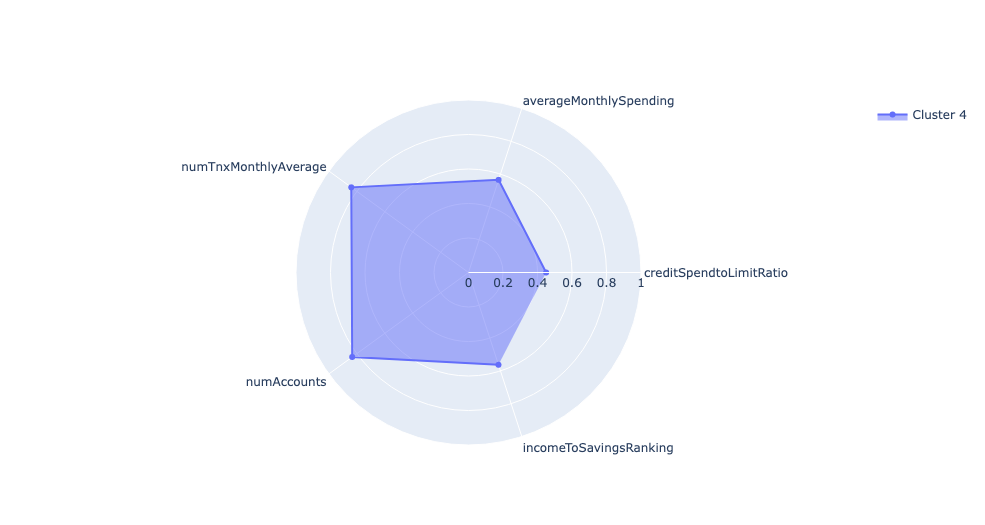 averageMonthlySpending
Cluster 4
numTnxMonthlyAverage
creditSpendtoLimitRatio
0 0.2 0.4 0.6 0.8 1
numAccounts
incomeToSavingsRanking